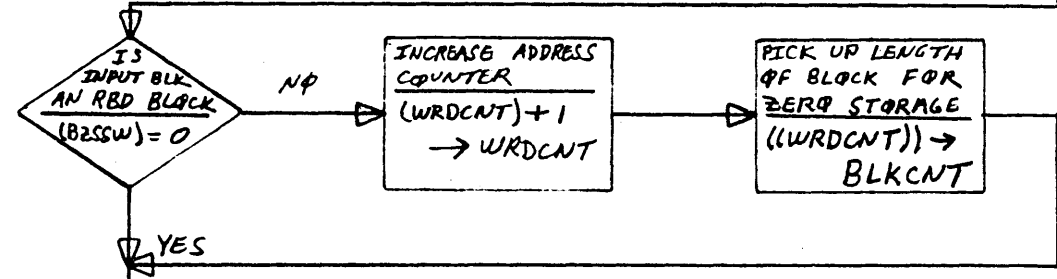 IS
INPUT BLK
AN RBD BLOCK
(BZSSW) = 0
NO
INCREASE ADDRESS
COUNTER
(WRDCNT) + 1
→ WRDCNT
PICK UP LENGTH
OF BLOCK FOR
ZERO STORAGE
((WRDCNT)) →
BLKCNT
YES